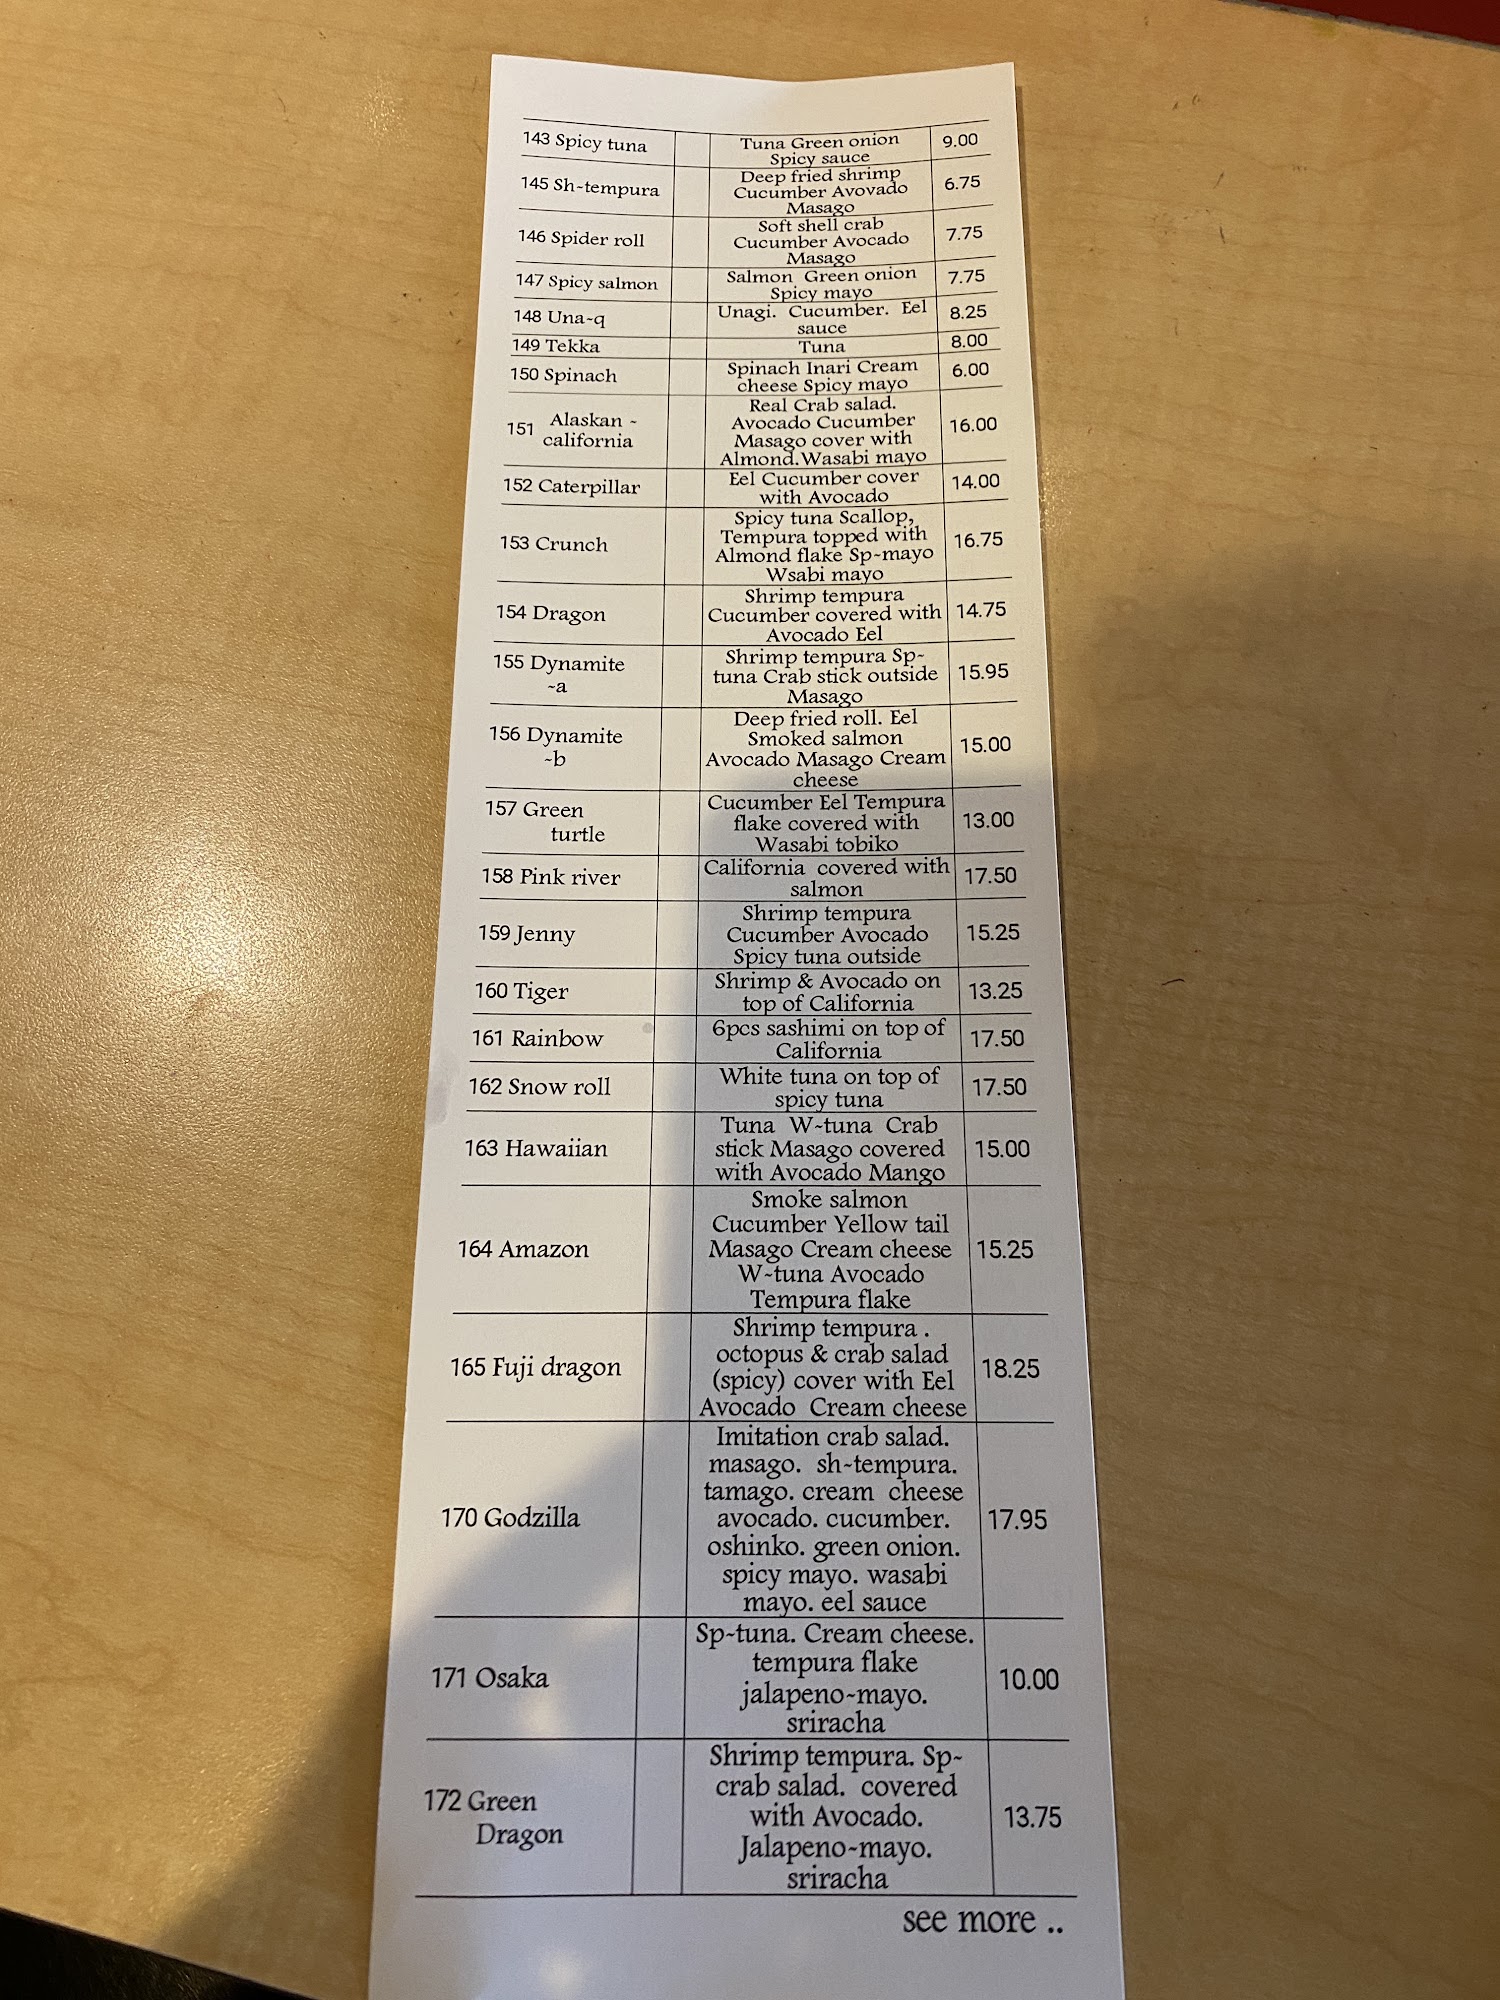 143 Spicy tuna
Tuna Green onion
Spicy sauce
9.00
145 Sh-tempura
Deep fried shrimp
Cucumber Avovado
Masago
6.75
146 Spider roll
Soft shell crab
Cucumber Avocado
Masago
7.75
147 Spicy salmon
Salmon Green onion
Spicy mayo
7.75
148 Una-q
Unagi. Cucumber. Eel
sauce
8.25
149 Tekka
Tuna
8.00
150 Spinach
Spinach Inari Cream
cheese Spicy mayo
6.00
151 Alaskan -
california
Real Crab salad.
Avocado Cucumber
Masago cover with
Almond.Wasabi mayo
16.00
152 Caterpillar
Eel Cucumber cover
with Avocado
14.00
153 Crunch
Spicy tuna Scallop,
Tempura topped with
Almond flake Sp-mayo
Wsabi mayo
16.75
154 Dragon
Shrimp tempura
Cucumber covered with
Avocado Eel
14.75
155 Dynamite
-a
Shrimp tempura Sp-
tuna Crab stick outside
Masago
15.95
156 Dynamite
-b
Deep fried roll. Eel
Smoked salmon
Avocado Masago Cream
cheese
15.00
157 Green
turtle
Cucumber Eel Tempura
flake covered with
Wasabi tobiko
13.00
158 Pink river
California covered with
salmon
17.50
159 Jenny
Shrimp tempura
Cucumber Avocado
Spicy tuna outside
15.25
160 Tiger
Shrimp & Avocado on
top of California
13.25
161 Rainbow
6pcs sashimi on top of
California
17.50
162 Snow roll
White tuna on top of
spicy tuna
17.50
163 Hawaiian
Tuna W-tuna Crab
stick Masago covered
with Avocado Mango
15.00
164 Amazon
Smoke salmon
Cucumber Yellow tail
Masago Cream cheese
W-tuna Avocado
Tempura flake
15.25
165 Fuji dragon
Shrimp tempura .
octopus & crab salad
(spicy) cover with Eel
Avocado Cream cheese
18.25
170 Godzilla
Imitation crab salad.
masago. sh-tempura.
tamago. cream cheese
avocado. cucumber.
oshinko. green onion.
spicy mayo. wasabi
mayo. eel sauce
17.95
171 Osaka
Sp-tuna. Cream cheese.
tempura flake
jalapeno-mayo.
sriracha
10.00
172 Green
Dragon
Shrimp tempura. Sp-
crab salad. covered
with Avocado.
Jalapeno-mayo.
sriracha
13.75
see more ..